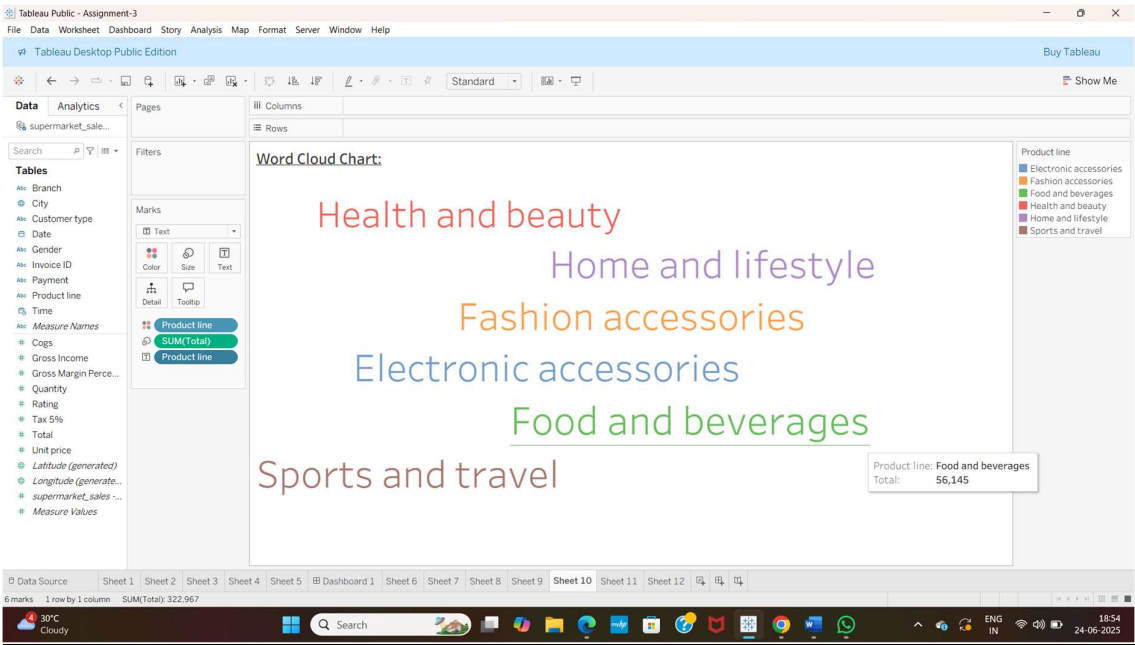 Tableau Public - Assignment-3
File Data Worksheet Dashboard Story Analysis Map Format Server Window Help
Tableau Desktop Public Edition Buy Tableau
Standard Show Me
Data Analytics Pages Columns
supermarket_sale... Rows
Search Filters
Tables
Branch
City
Customer type
Date
Gender
Invoice ID
Payment
Product line
Time
Measure Names
Cogs
Gross Income
Gross Margin Perce...
Quantity
Rating
Tax 5%
Total
Unit price
Latitude (generated)
Longitude (generate...
supermarket_sales -...
Measure Values
Marks
Text
Color Size Text
Detail Tooltip
Product line
SUM(Total)
Product line
Word Cloud Chart:
Health and beauty
Home and lifestyle
Fashion accessories
Electronic accessories
Food and beverages
Sports and travel
Product line: Food and beverages
Total: 56,145
Product line
Electronic accessories
Fashion accessories
Food and beverages
Health and beauty
Home and lifestyle
Sports and travel
Data Source Sheet 1 Sheet 2 Sheet 3 Sheet 4 Sheet 5 Dashboard 1 Sheet 6 Sheet 7 Sheet 8 Sheet 9 Sheet 10 Sheet 11 Sheet 12
6 marks 1 row by 1 column SUM(Total): 322,967
4 30°C
Cloudy
Search
ENG
IN
18:54
24-06-2025